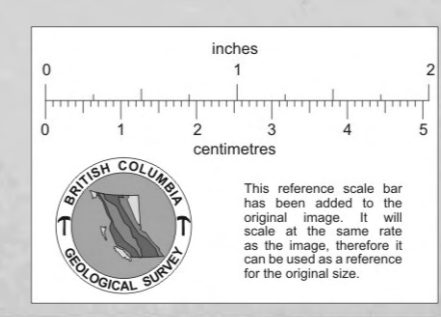 inches
0 1 2
0 1 2 3 4 5
centimetres
BRITISH COLUMBIA
GEOLOGICAL SURVEY
This reference scale bar
has been added to the
original image. It will
scale at the same rate
as the image, therefore it
can be used as a reference
for the original size.